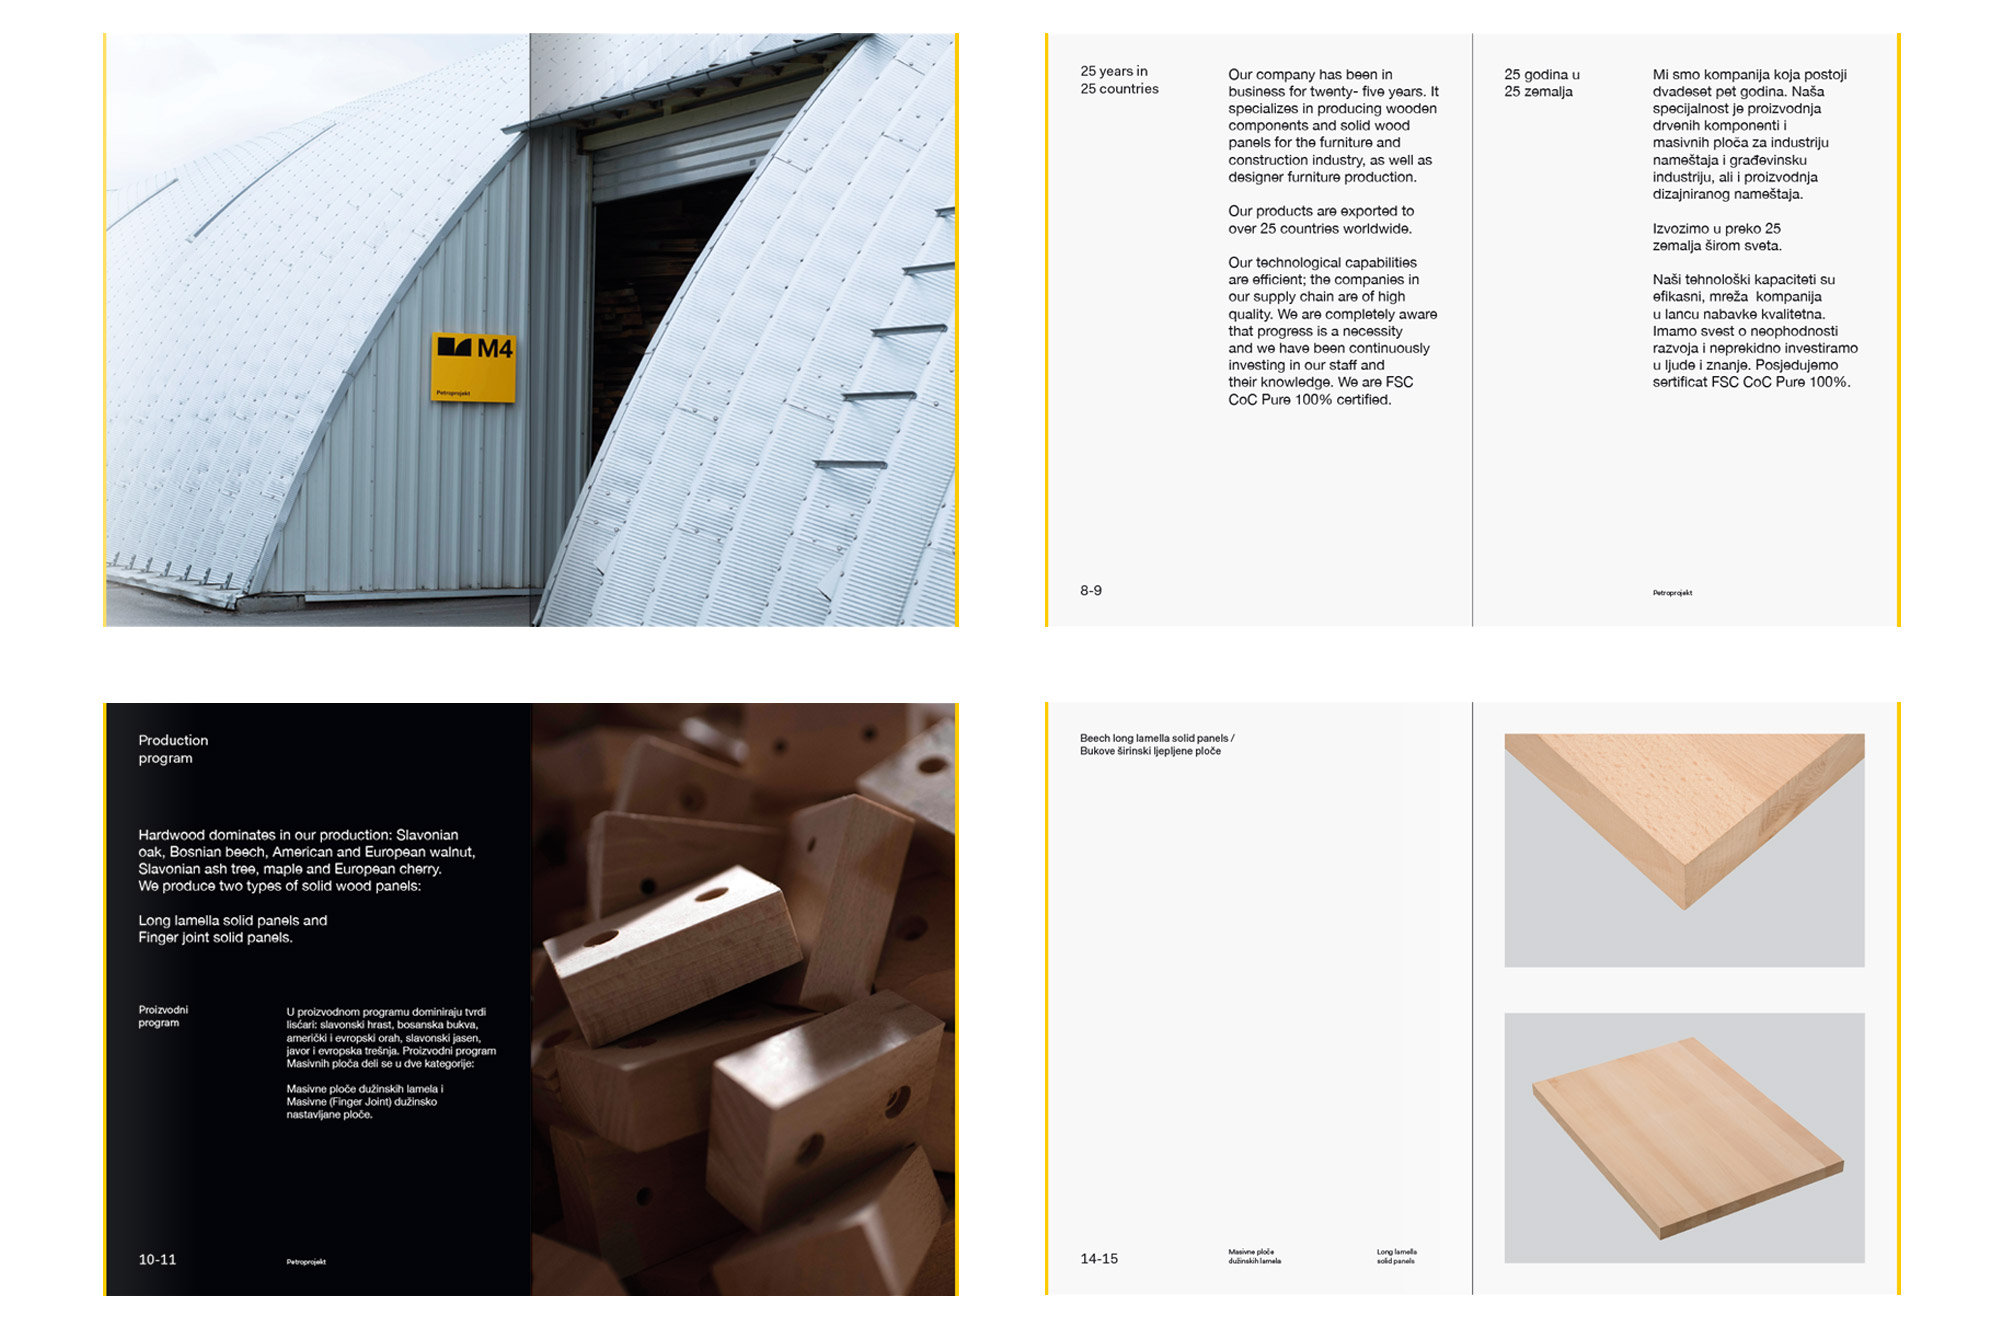 M4
Petroprojekt
25 years in
25 countries
Our company has been in
business for twenty- five years. It
specializes in producing wooden
components and solid wood
panels for the furniture and
construction industry, as well as
designer furniture production.
Our products are exported to
over 25 countries worldwide.
Our technological capabilities
are efficient; the companies in
our supply chain are of high
quality. We are completely aware
that progress is a necessity
and we have been continuously
investing in our staff and
their knowledge. We are FSC
CoC Pure 100% certified.
8-9
25 godina u
25 zemalja
Mi smo kompanija koja postoji
dvadeset pet godina. Naša
specijalnost je proizvodnja
drvenih komponenti i
masivnih ploča za industriju
nameštaja i građevinsku
industriju, ali i proizvodnja
dizajniranog nameštaja.
Izvozimo u preko 25
zemalja širom sveta.
Naši tehnološki kapaciteti su
efikasni, mreža  kompanija
u lancu nabavke kvalitetna.
Imamo svest o neophodnosti
razvoja i neprekidno investiramo
u ljude i znanje. Posjedujemo
sertificat FSC CoC Pure 100%.
Petroprojekt
Production
program
Hardwood dominates in our production: Slavonian
oak, Bosnian beech, American and European walnut,
Slavonian ash tree, maple and European cherry.
We produce two types of solid wood panels:
Long lamella solid panels and
Finger joint solid panels.
Proizvodni
program
U proizvodnom programu dominiraju tvrdi
lisćari: slavonski hrast, bosanska bukva,
američki i evropski orah, slavonski jasen,
javor i evropska trešnja. Proizvodni program
Masivnih ploča deli se u dve kategorije:
Masivne ploče dužinskih lamela i
Masivne (Finger Joint) dužinsko
nastavljane ploče.
10-11
Petroprojekt
Beech long lamella solid panels /
Bukove širinski ljepljene ploče
14-15
Masivne ploče
dužinskih lamela
Long lamella
solid panels